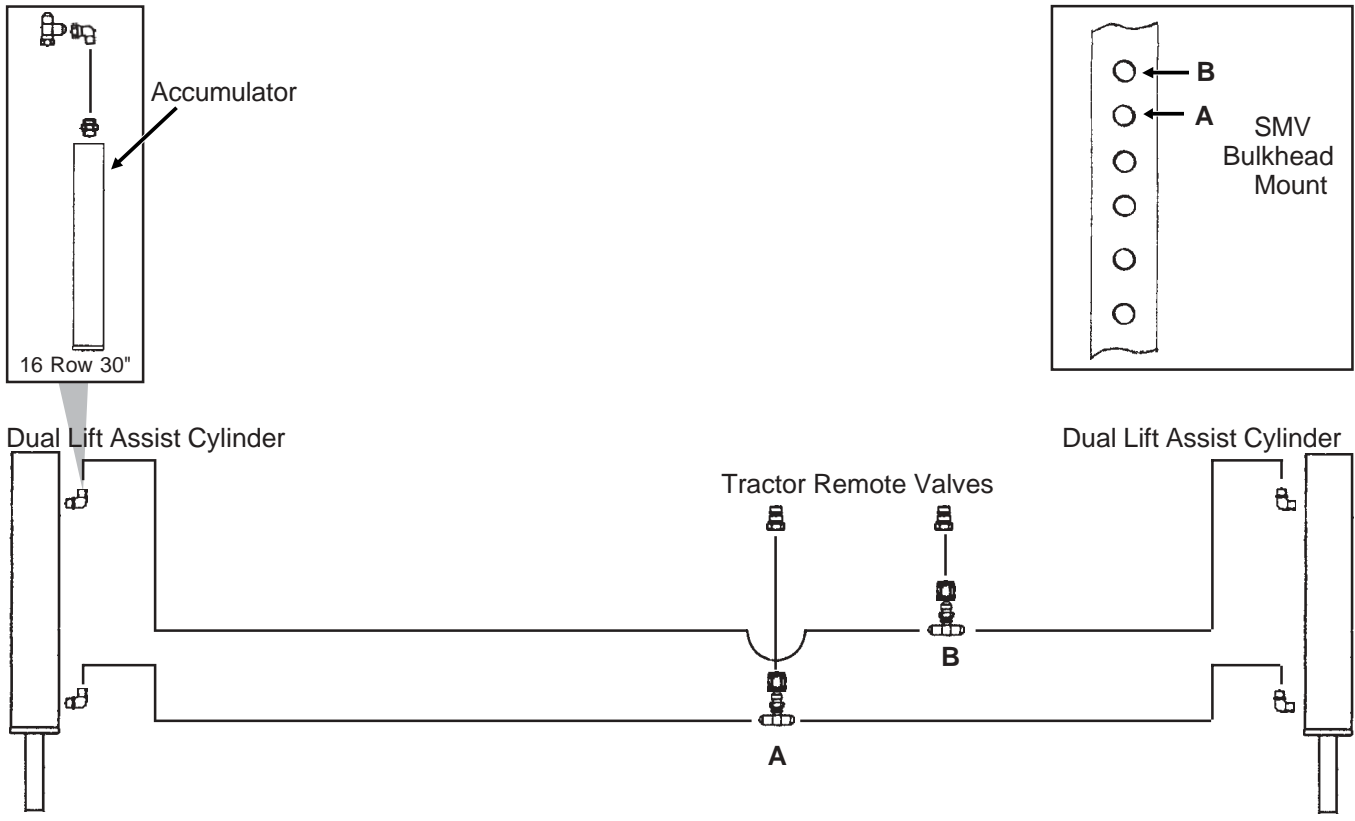 Accumulator
16 Row 30"
B
A
SMV
Bulkhead
Mount
Dual Lift Assist Cylinder
Dual Lift Assist Cylinder
Tractor Remote Valves
B
A